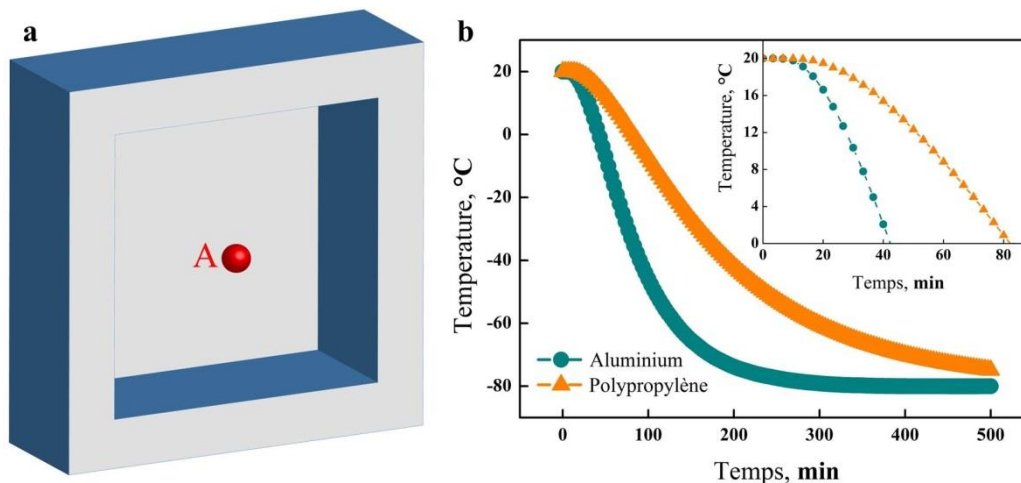 a
A
b
20
0
-20
-40
-60
-80
0
100
200
300
400
500
Temperature, °C
Temps, min
Aluminium
Polypropylène
20
16
12
8
4
0
0
20
40
60
80
Temperature, °C
Temps, min